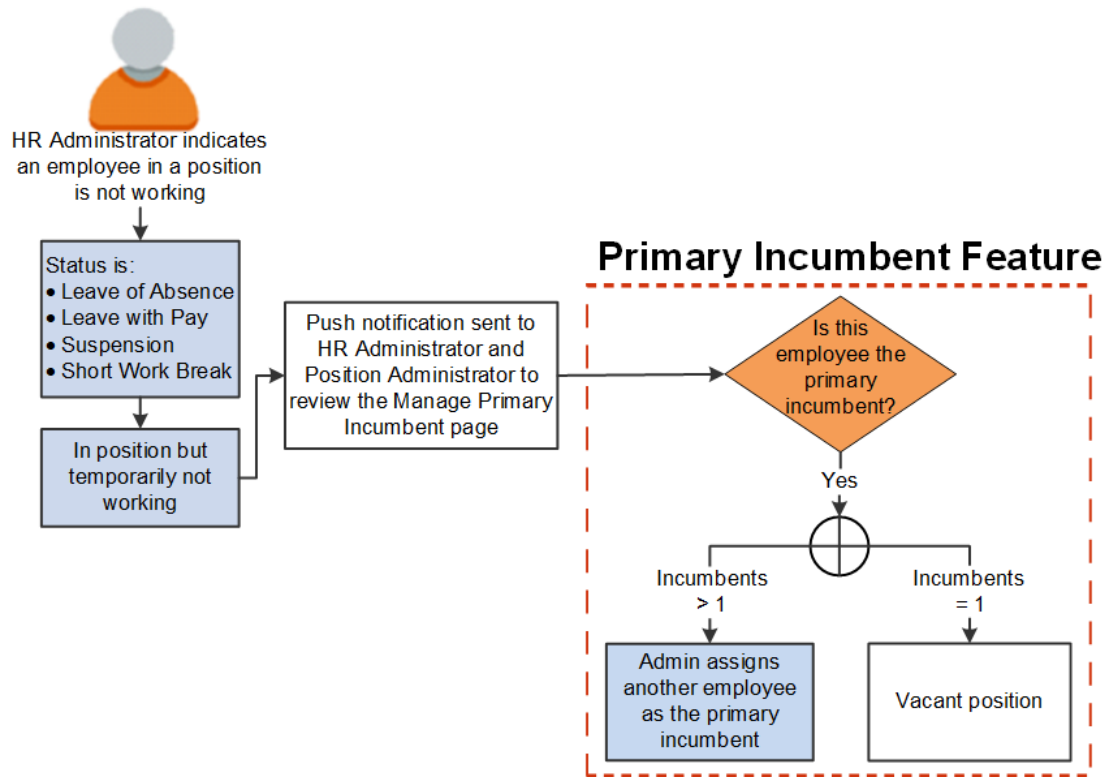 HR Administrator indicates
an employee in a position
is not working
Status is:
• Leave of Absence
• Leave with Pay
• Suspension
• Short Work Break
In position but
temporarily not
working
Push notification sent to
HR Administrator and
Position Administrator to
review the Manage Primary
Incumbent page
Primary Incumbent Feature
Is this
employee the
primary
incumbent?
Yes
Incumbents
> 1
Incumbents
= 1
Admin assigns
another employee
as the primary
incumbent
Vacant position